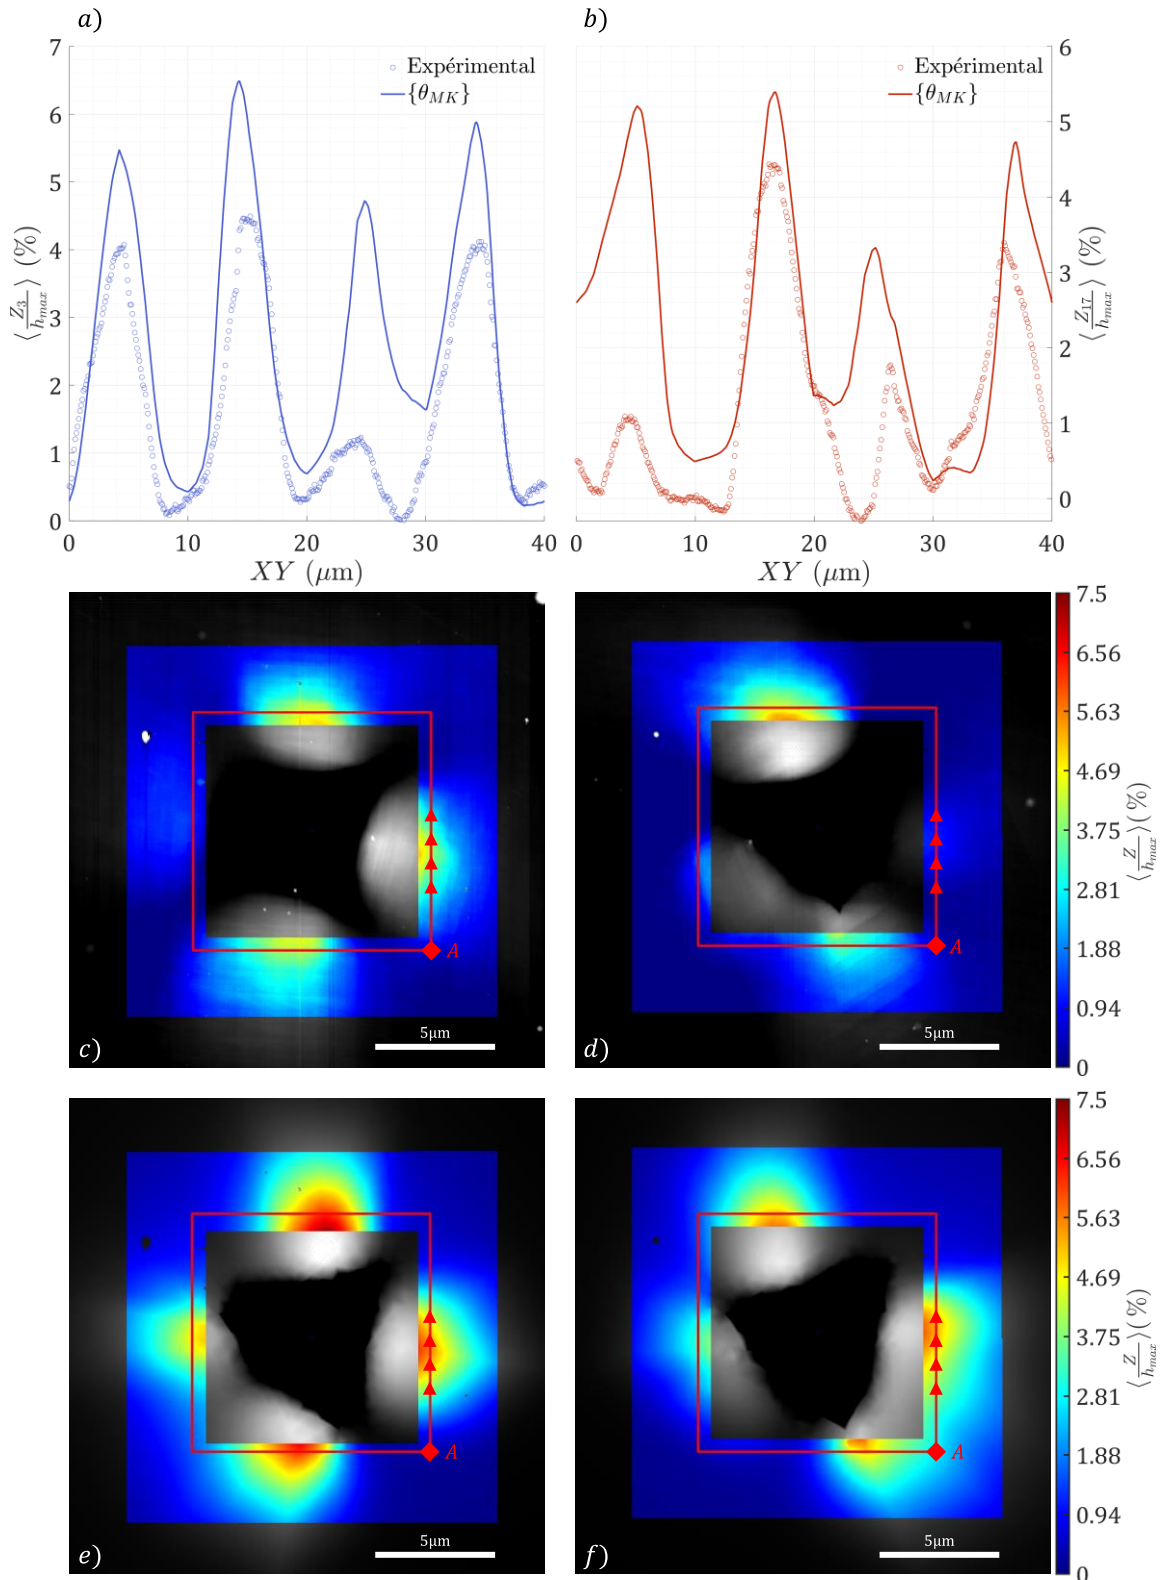 a)
b)
7
6
5
4
3
2
1
0
Expérimental
{θ_MK}
⟨Z_3/h_max⟩ (%)
0 10 20 30 40
XY (μm)
6
5
4
3
2
1
0
Expérimental
{θ_MK}
⟨Z_17/h_max⟩ (%)
0 10 20 30 40
XY (μm)
A
5μm
c)
A
5μm
d)
7.5
6.56
5.63
4.69
3.75
2.81
1.88
0.94
0
⟨Z/h_max⟩(%)
A
5μm
e)
A
5μm
f)
7.5
6.56
5.63
4.69
3.75
2.81
1.88
0.94
0
⟨Z/h_max⟩(%)